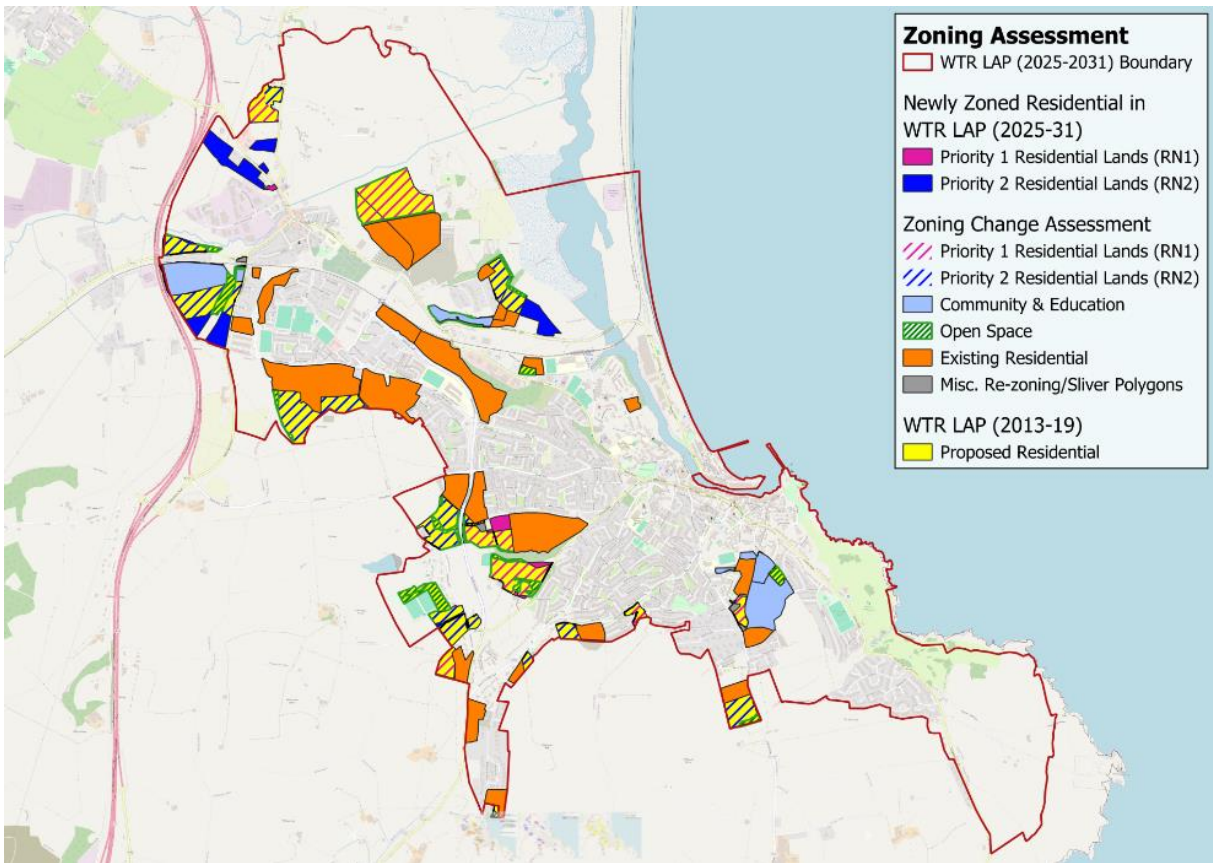 Zoning Assessment
WTR LAP (2025-2031) Boundary
Newly Zoned Residential in
WTR LAP (2025-31)
Priority 1 Residential Lands (RN1)
Priority 2 Residential Lands (RN2)
Zoning Change Assessment
Priority 1 Residential Lands (RN1)
Priority 2 Residential Lands (RN2)
Community & Education
Open Space
Existing Residential
Misc. Re-zoning/Sliver Polygons
WTR LAP (2013-19)
Proposed Residential